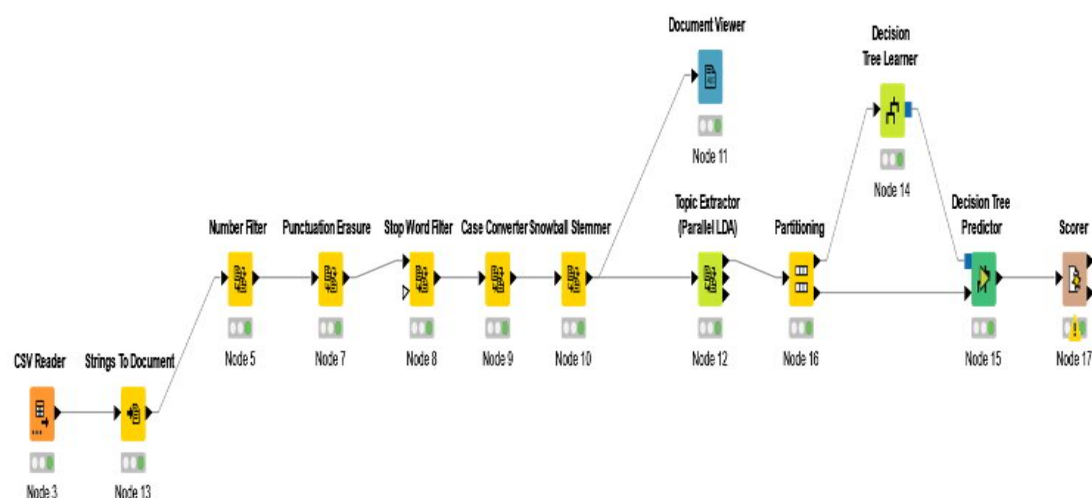 Document Viewer
Node 11
Decision
Tree Learner
Node 14
Number Filter
Node 5
Punctuation Erasure
Node 7
Stop Word Filter
Node 8
Case Converter
Node 9
Snowball Stemmer
Node 10
Topic Extractor
(Parallel LDA)
Node 12
Partitioning
Node 16
Decision Tree
Predictor
Node 15
Scorer
Node 17
CSV Reader
Node 3
Strings To Document
Node 13